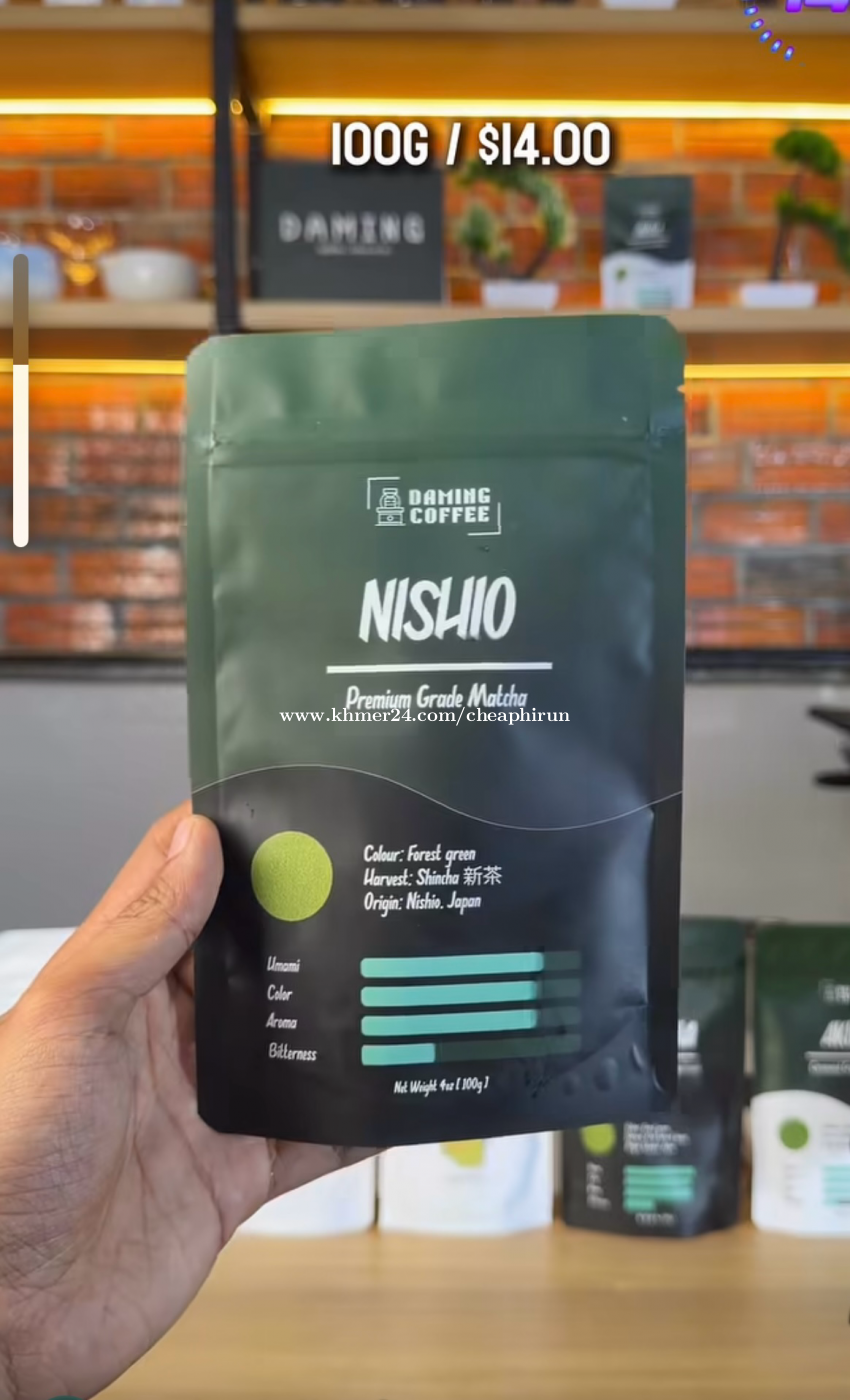 100G / $14.00
DAMING
DAMING
COFFEE
NISHIO
Premium Grade Matcha
www.khmer24.com/cheaphirun
Colour: Forest green
Harvest: Shincha 新茶
Origin: Nishio. Japan
Umami
Color
Aroma
Bitterness
Net Weight 4oz [ 100g ]